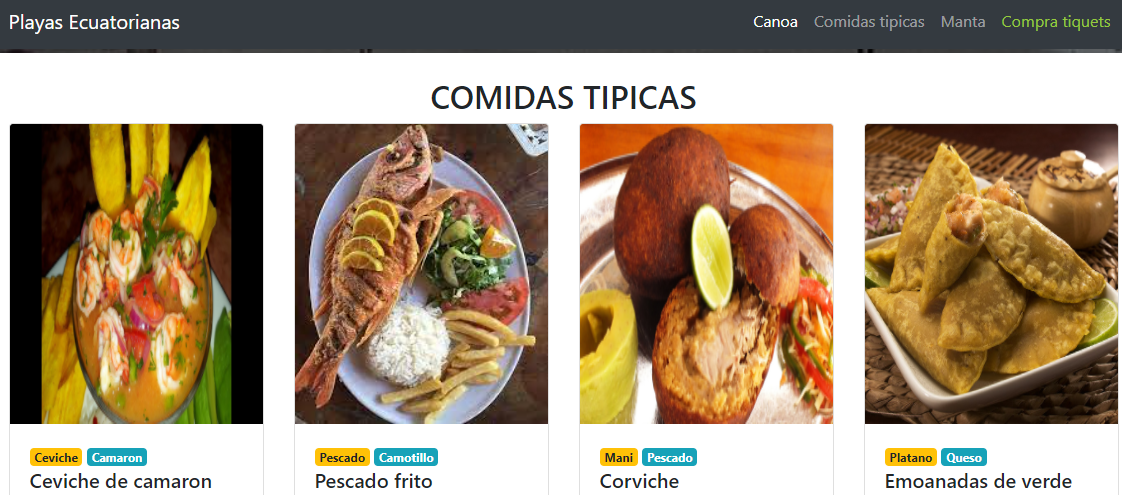 Playas Ecuatorianas Canoa Comidas tipicas Manta Compra tiquets
COMIDAS TIPICAS
Ceviche Camaron
Ceviche de camaron
Pescado Camotillo
Pescado frito
Mani Pescado
Corviche
Platano Queso
Emoanadas de verde